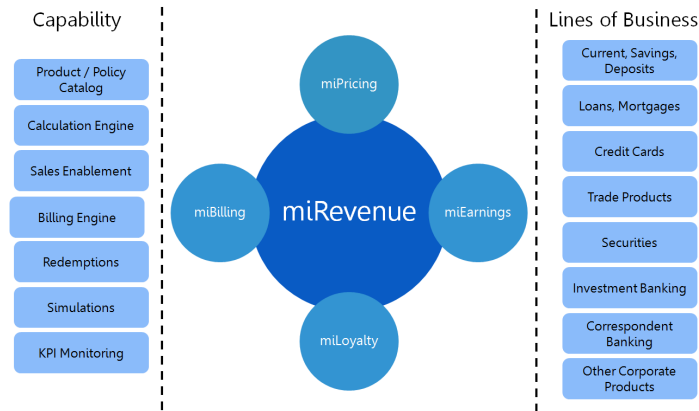 Capability
Product / Policy
Catalog
Calculation Engine
Sales Enablement
Billing Engine
Redemptions
Simulations
KPI Monitoring
miPricing
miBilling
miRevenue
miEarnings
miLoyalty
Lines of Business
Current, Savings,
Deposits
Loans, Mortgages
Credit Cards
Trade Products
Securities
Investment Banking
Correspondent
Banking
Other Corporate
Products